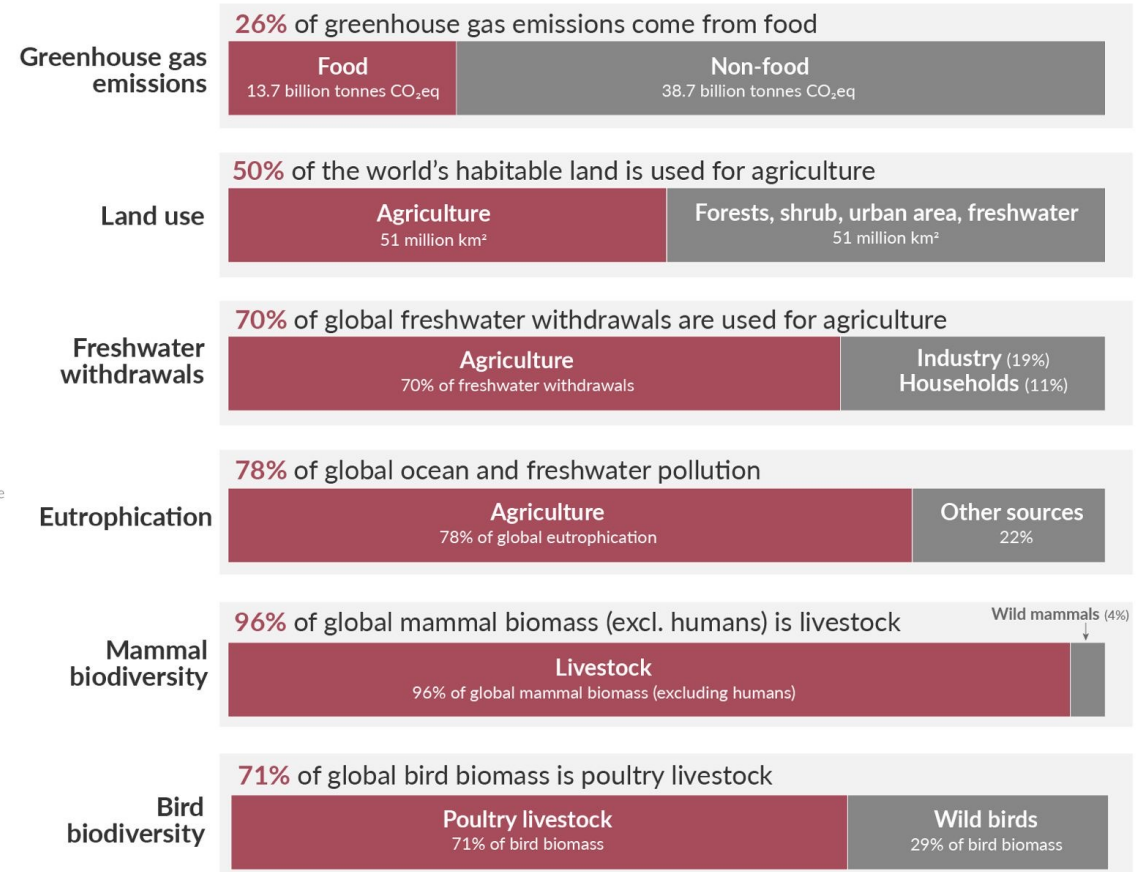 26% of greenhouse gas emissions come from food
Greenhouse gas
emissions
Food
13.7 billion tonnes CO₂eq
Non-food
38.7 billion tonnes CO₂eq
50% of the world’s habitable land is used for agriculture
Land use
Agriculture
51 million km²
Forests, shrub, urban area, freshwater
51 million km²
70% of global freshwater withdrawals are used for agriculture
Freshwater
withdrawals
Agriculture
70% of freshwater withdrawals
Industry (19%)
Households (11%)
78% of global ocean and freshwater pollution
Eutrophication
Agriculture
78% of global eutrophication
Other sources
22%
96% of global mammal biomass (excl. humans) is livestock
Wild mammals (4%)
Mammal
biodiversity
Livestock
96% of global mammal biomass (excluding humans)
71% of global bird biomass is poultry livestock
Bird
biodiversity
Poultry livestock
71% of bird biomass
Wild birds
29% of bird biomass